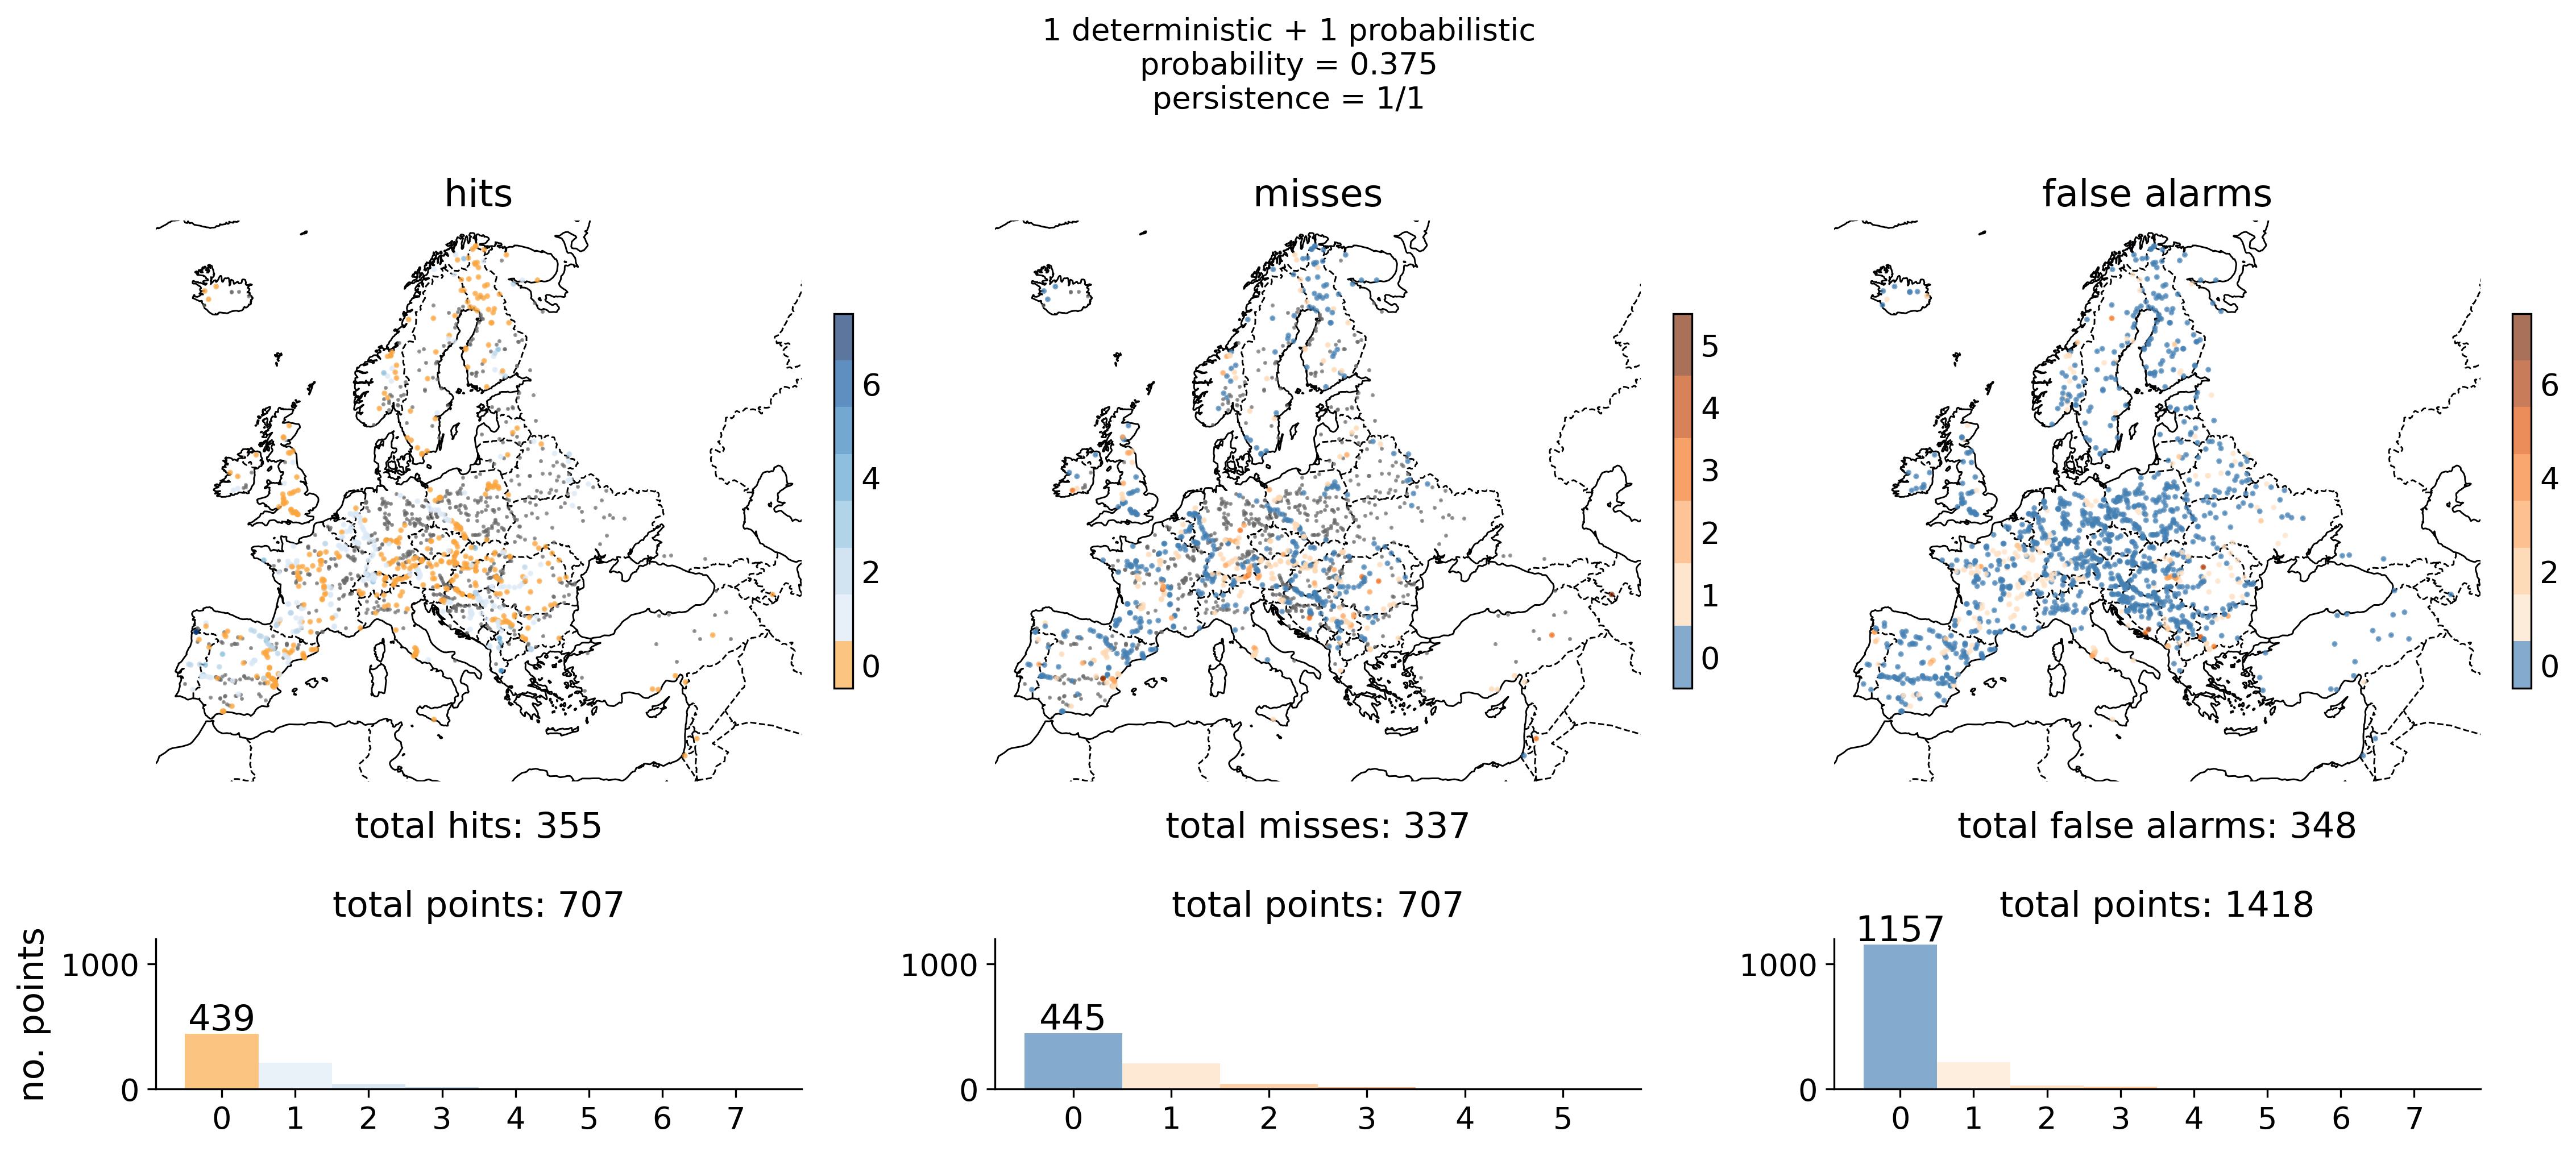 1 deterministic + 1 probabilistic
probability = 0.375
persistence = 1/1
hits
misses
false alarms
6
4
2
0
5
4
3
2
1
0
6
4
2
0
total hits: 355
total misses: 337
total false alarms: 348
total points: 707
total points: 707
total points: 1418
no. points
1000
0
439
0 1 2 3 4 5 6 7
1000
0
445
0 1 2 3 4 5
1000
0
1157
0 1 2 3 4 5 6 7